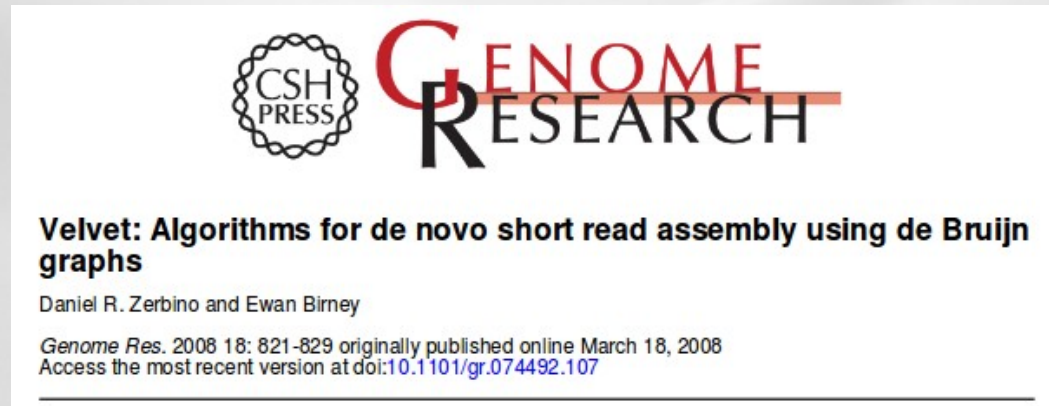 CSH
PRESS
GENOME
RESEARCH
Velvet: Algorithms for de novo short read assembly using de Bruijn
graphs
Daniel R. Zerbino and Ewan Birney
Genome Res. 2008 18: 821-829 originally published online March 18, 2008
Access the most recent version at doi:10.1101/gr.074492.107